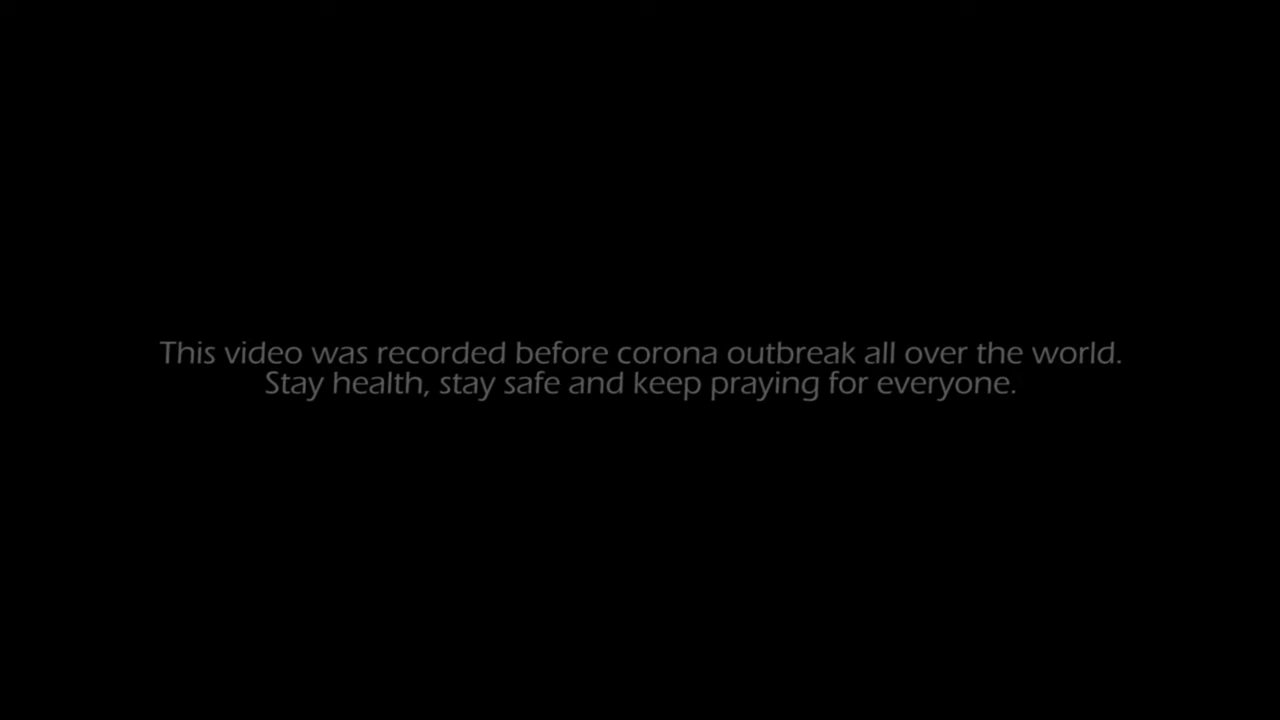 This video was recorded before corona outbreak all over the world.
Stay health, stay safe and keep praying for everyone.